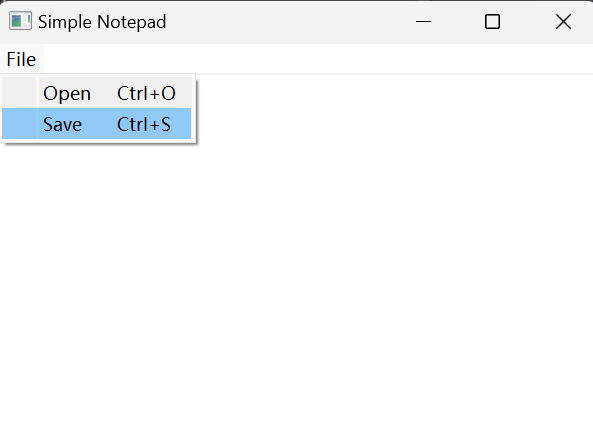 Simple Notepad
File
Open Ctrl+O
Save Ctrl+S